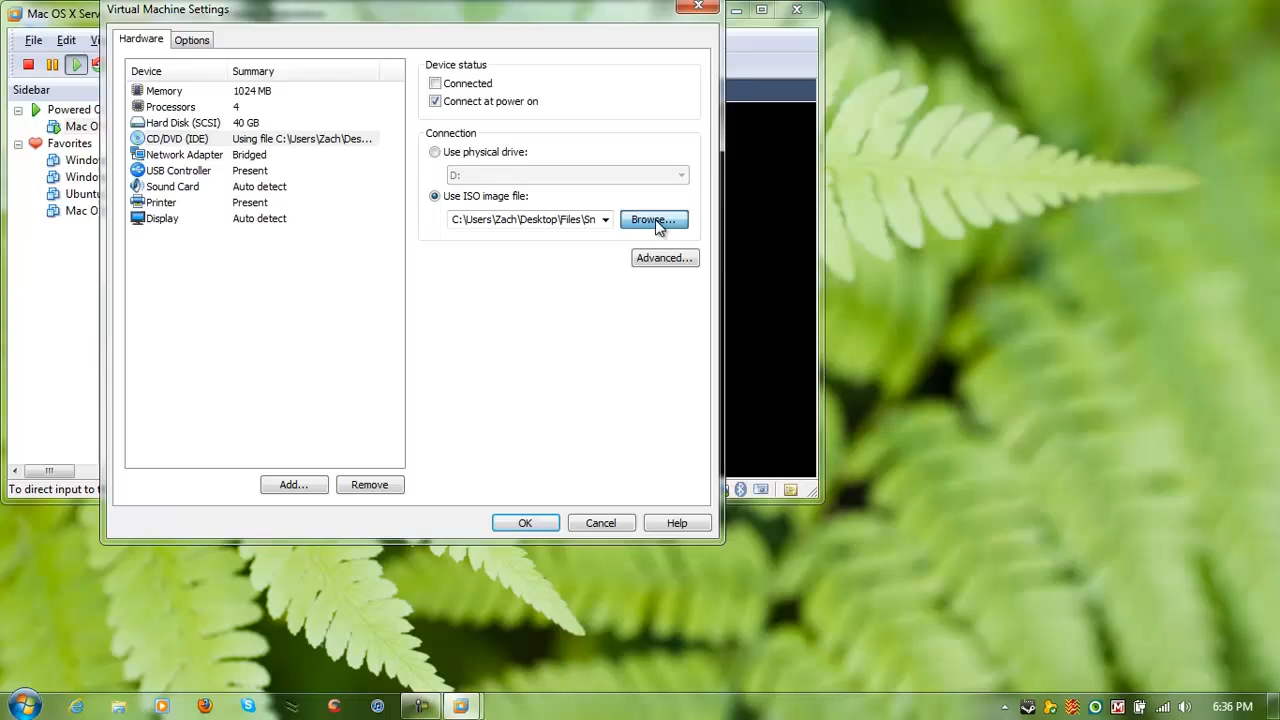 Mac OS X Serv
Virtual Machine Settings
File Edit Vi
Hardware Options
Sidebar
Powered O
Mac O
Favorites
Window
Window
Ubuntu
Mac O
To direct input to t
Device Summary
Memory 1024 MB
Processors 4
Hard Disk (SCSI) 40 GB
CD/DVD (IDE) Using file C:\Users\Zach\Des...
Network Adapter Bridged
USB Controller Present
Sound Card Auto detect
Printer Present
Display Auto detect
Add... Remove
Device status
Connected
Connect at power on
Connection
Use physical drive:
D:
Use ISO image file:
C:\Users\Zach\Desktop\Files\Sn Browse...
Advanced...
OK Cancel Help
6:36 PM